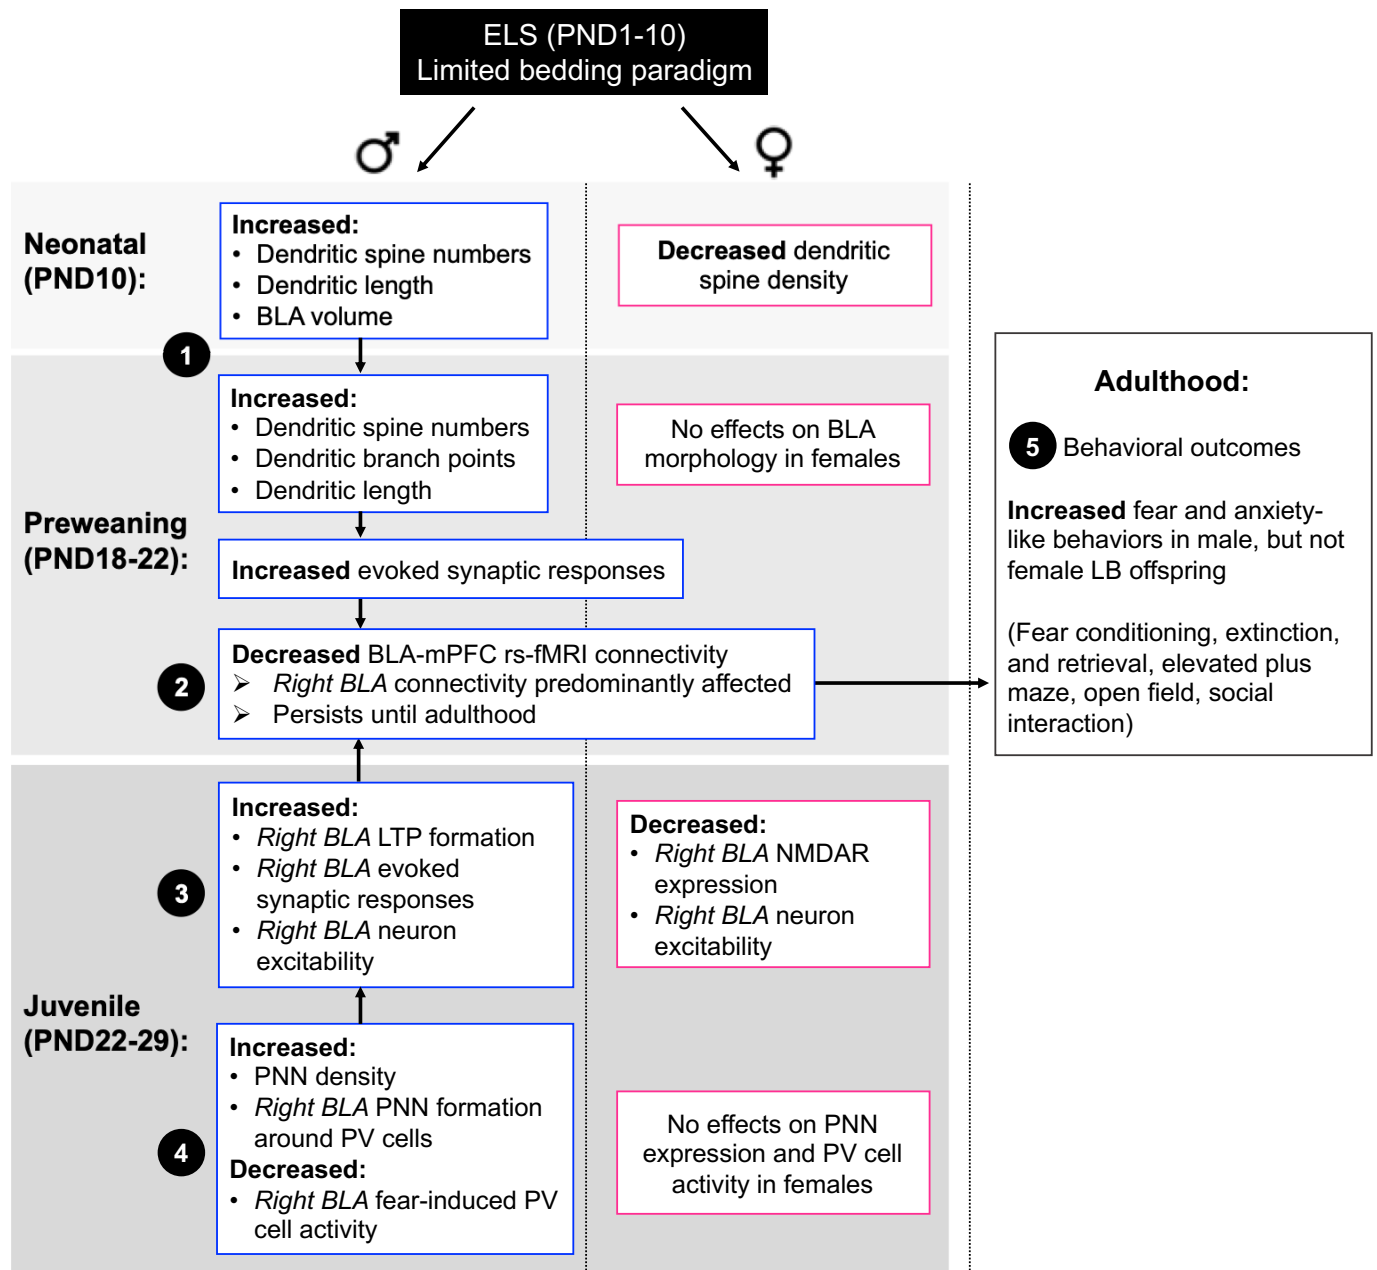 ELS (PND1-10)
Limited bedding paradigm
♂
♀
Neonatal
(PND10):
Increased:
• Dendritic spine numbers
• Dendritic length
• BLA volume
Decreased dendritic
spine density
1
Preweaning
(PND18-22):
Increased:
• Dendritic spine numbers
• Dendritic branch points
• Dendritic length
No effects on BLA
morphology in females
Increased evoked synaptic responses
2
Decreased BLA-mPFC rs-fMRI connectivity
➢ Right BLA connectivity predominantly affected
➢ Persists until adulthood
Juvenile
(PND22-29):
3
Increased:
• Right BLA LTP formation
• Right BLA evoked
synaptic responses
• Right BLA neuron
excitability
Decreased:
• Right BLA NMDAR
expression
• Right BLA neuron
excitability
4
Increased:
• PNN density
• Right BLA PNN formation
around PV cells
Decreased:
• Right BLA fear-induced PV
cell activity
No effects on PNN
expression and PV cell
activity in females
Adulthood:
5 Behavioral outcomes
Increased fear and anxiety-
like behaviors in male, but not
female LB offspring
(Fear conditioning, extinction,
and retrieval, elevated plus
maze, open field, social
interaction)